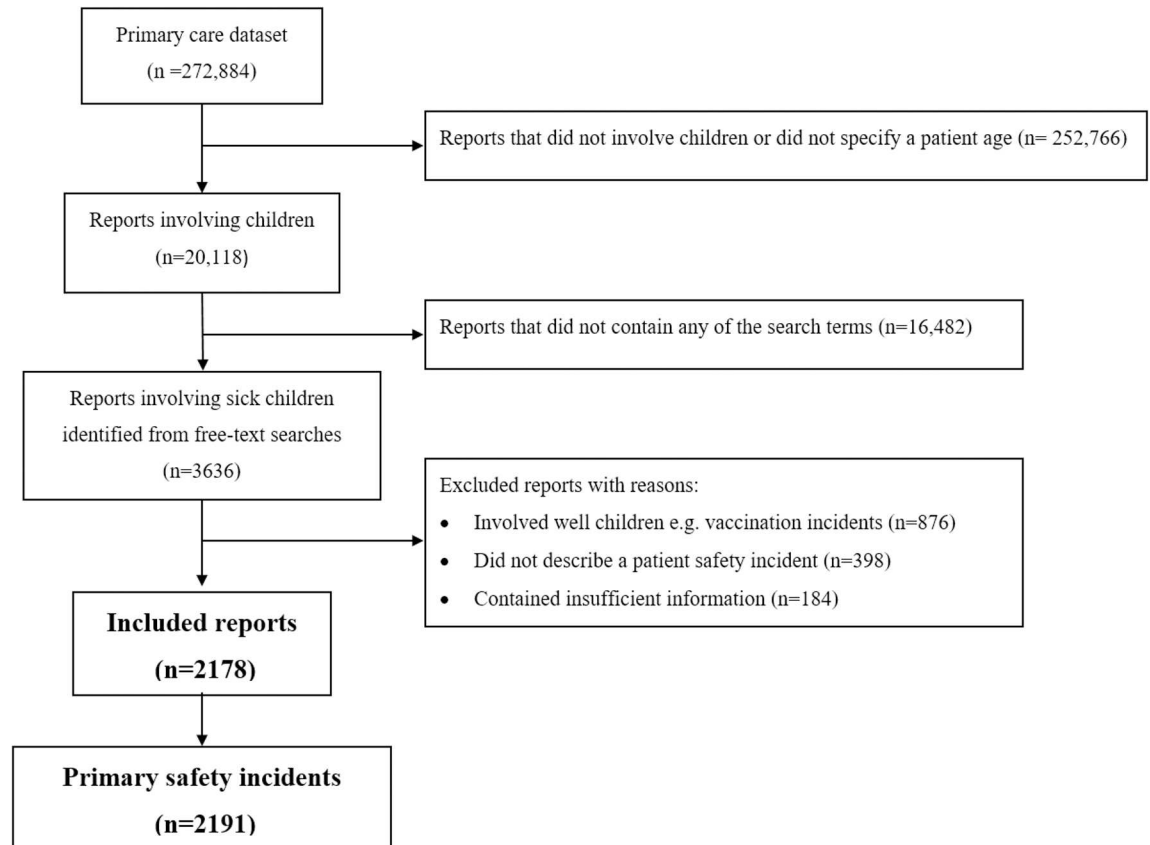 Primary care dataset
(n =272,884)
Reports that did not involve children or did not specify a patient age (n= 252,766)
Reports involving children
(n=20,118)
Reports that did not contain any of the search terms (n=16,482)
Reports involving sick children
identified from free-text searches
(n=3636)
Excluded reports with reasons:
• Involved well children e.g. vaccination incidents (n=876)
• Did not describe a patient safety incident (n=398)
• Contained insufficient information (n=184)
Included reports
(n=2178)
Primary safety incidents
(n=2191)